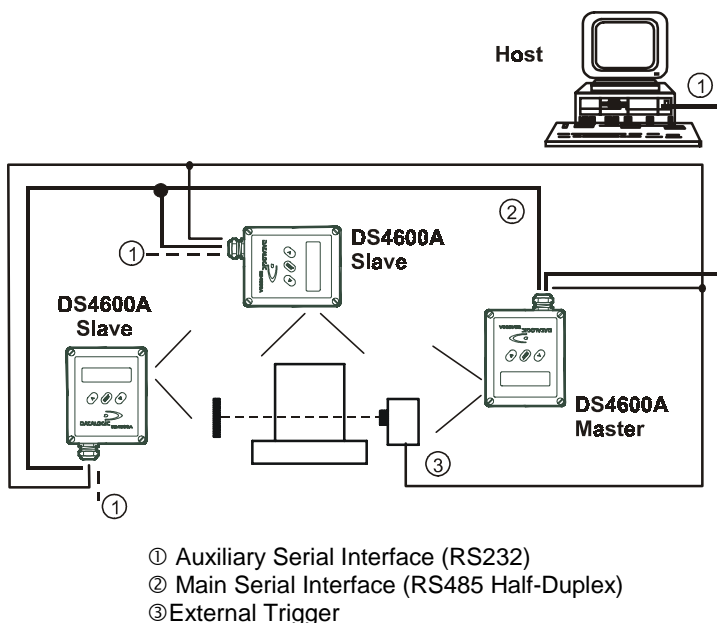 Host
①
②
DS4600A
Slave
①
DS4600A
Slave
DS4600A
Master
③
①
① Auxiliary Serial Interface (RS232)
② Main Serial Interface (RS485 Half-Duplex)
③External Trigger